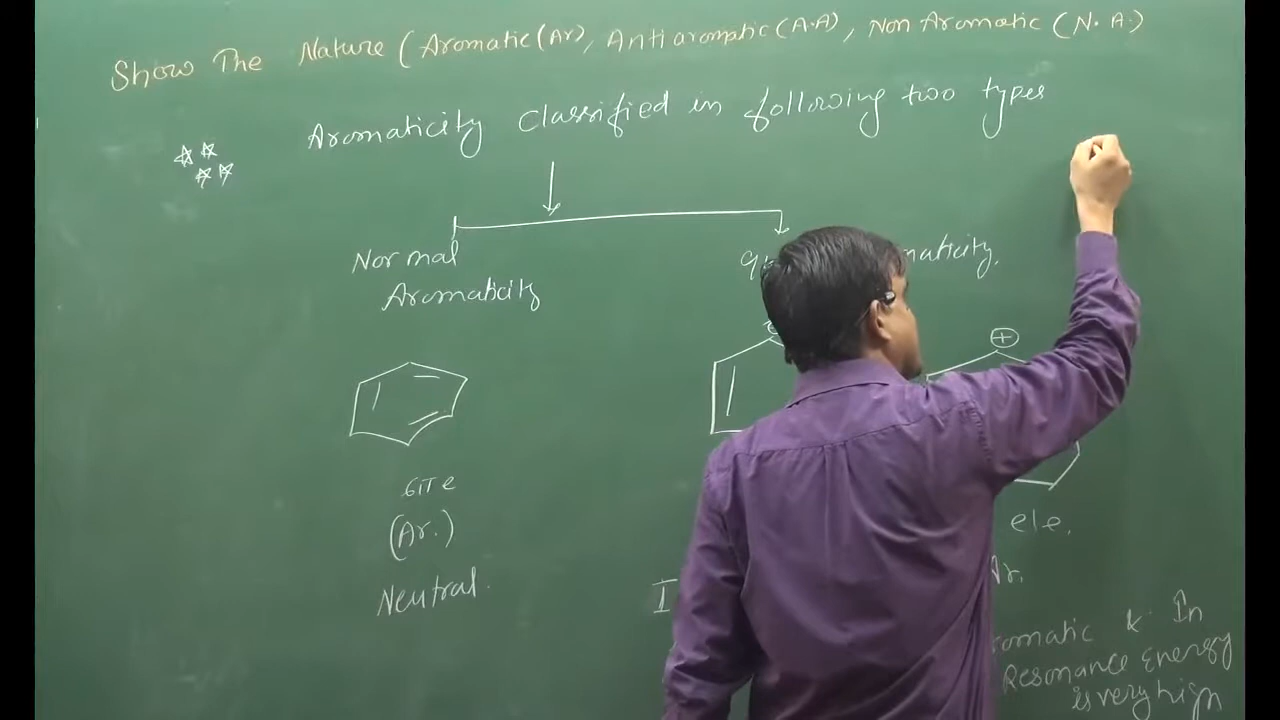 Show The Nature (Aromatic(Ar), Antiaromatic(A.A), Non Aromatic (N.A.)
Aromaticity classified in following two types
Normal
Aromaticity
maticity.
+
6πe
(Ar.)
Neutral.
ele.
Ar.
I
omatic & In
Resonance energy
is very high